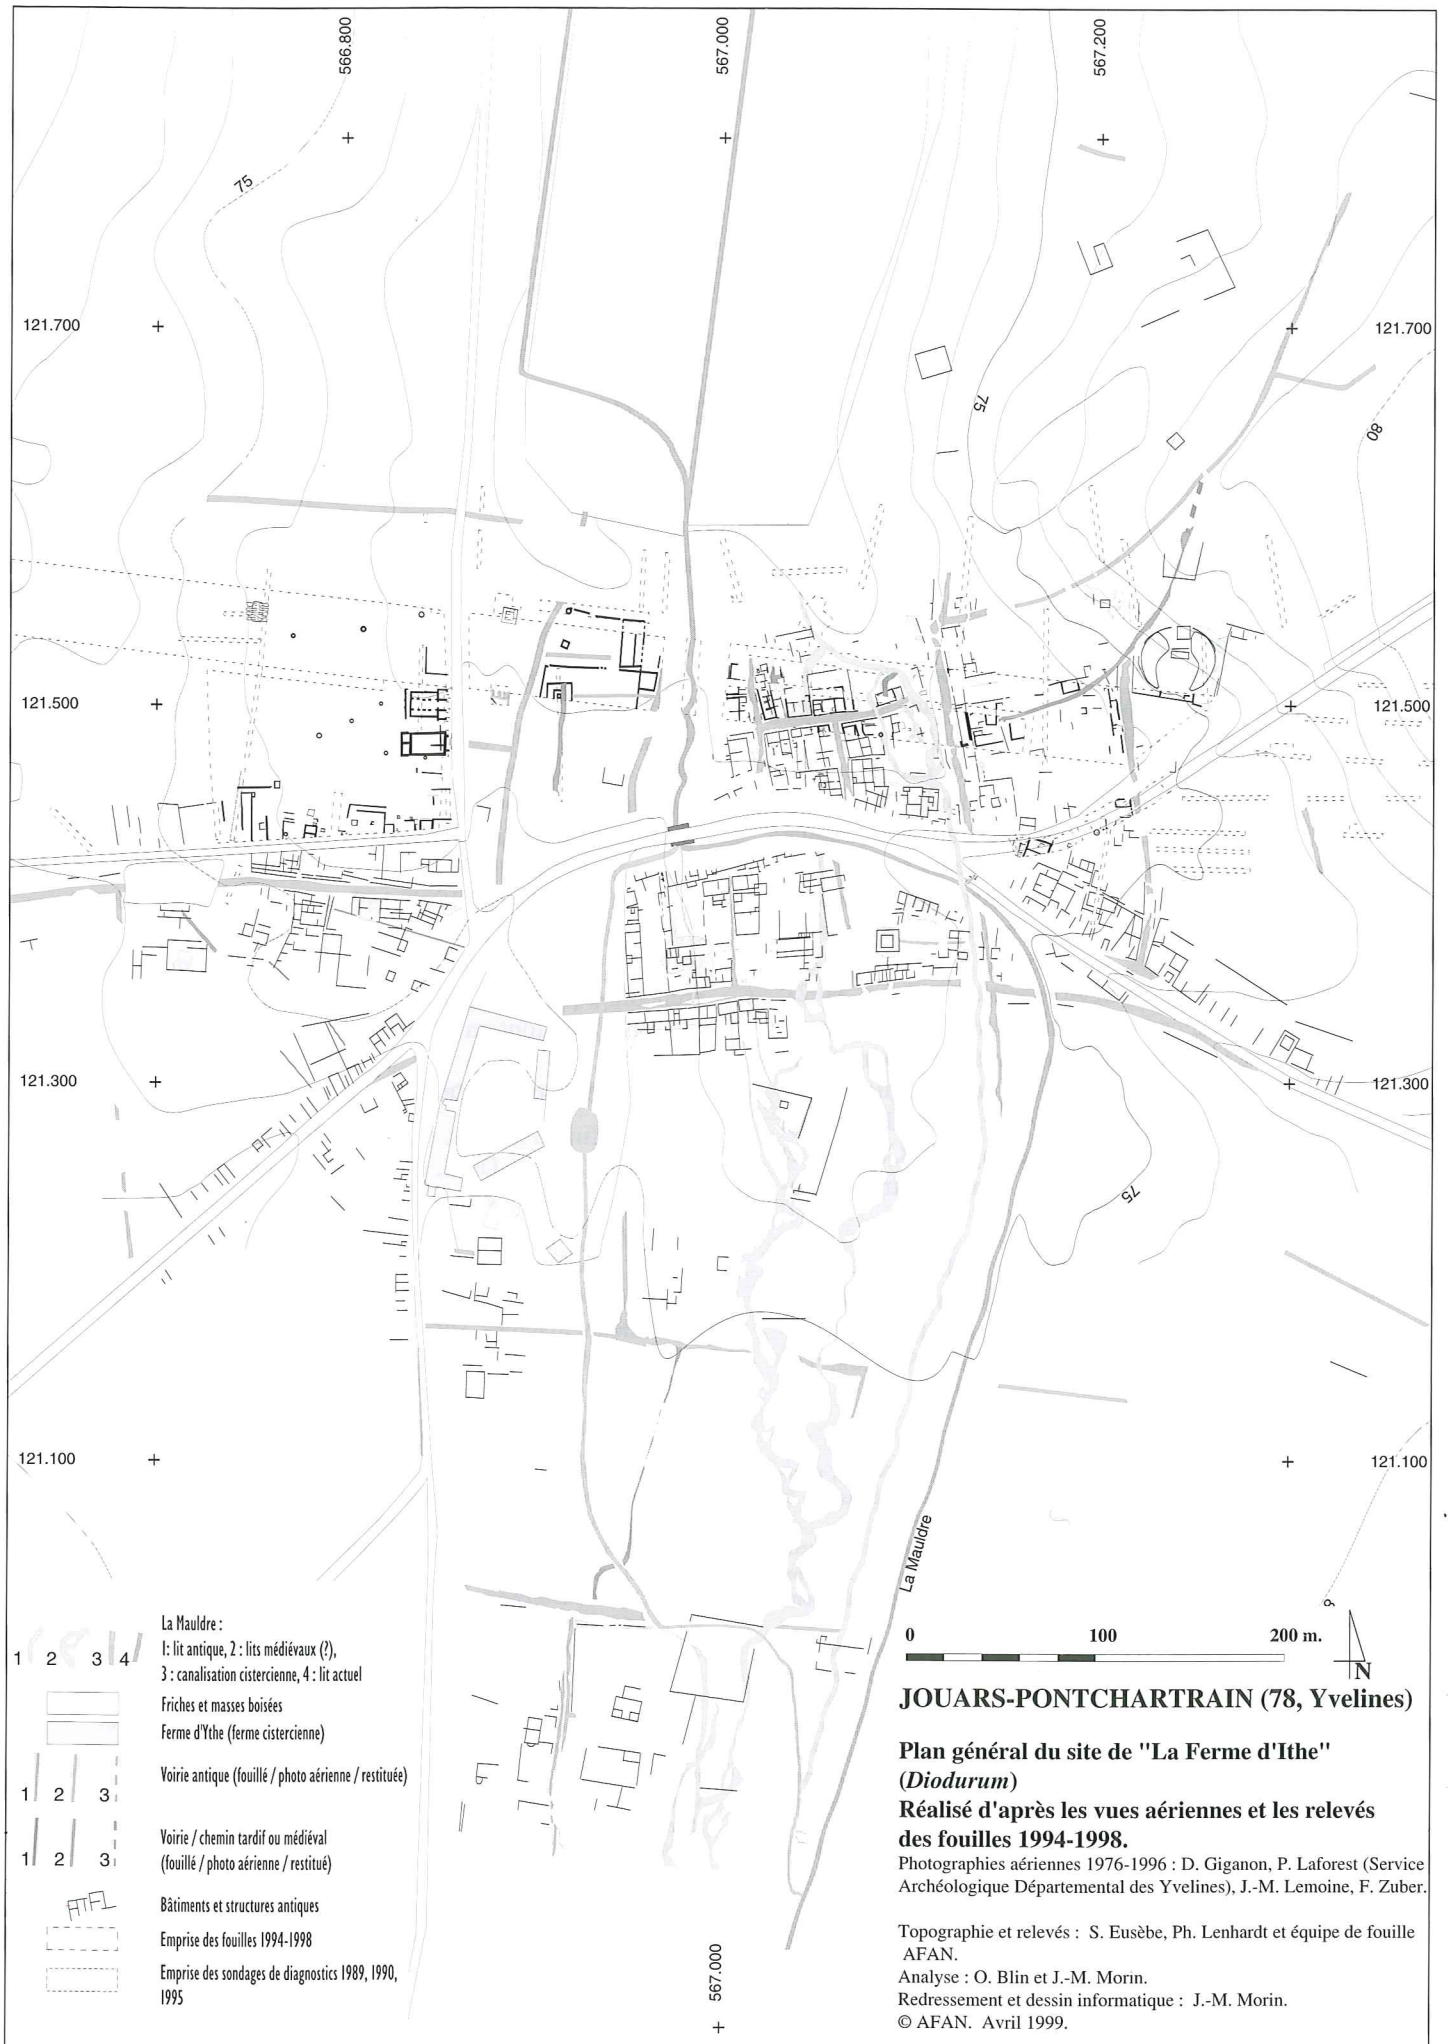 566.800
567.000
567.200
75
121.700
121.700
75
80
121.500
121.500
121.300
121.300
75
121.100
121.100
La Mauldre
La Mauldre :
1 2 3 4
1: lit antique, 2 : lits médiévaux (?),
3 : canalisation cistercienne, 4 : lit actuel
Friches et masses boisées
Ferme d'Ythe (ferme cistercienne)
Voirie antique (fouillé / photo aérienne / restituée)
1 2 3
Voirie / chemin tardif ou médiéval
1 2 3
(fouillé / photo aérienne / restitué)
Bâtiments et structures antiques
Emprise des fouilles 1994-1998
Emprise des sondages de diagnostics 1989, 1990,
1995
567.000
0 100 200 m.
N
JOUARS-PONTCHARTRAIN (78, Yvelines)
Plan général du site de "La Ferme d'Ithe"
(Diodurum)
Réalisé d'après les vues aériennes et les relevés
des fouilles 1994-1998.
Photographies aériennes 1976-1996 : D. Giganon, P. Laforest (Service
Archéologique Départemental des Yvelines), J.-M. Lemoine, F. Zuber.
Topographie et relevés : S. Eusèbe, Ph. Lenhardt et équipe de fouille
AFAN.
Analyse : O. Blin et J.-M. Morin.
Redressement et dessin informatique : J.-M. Morin.
© AFAN. Avril 1999.